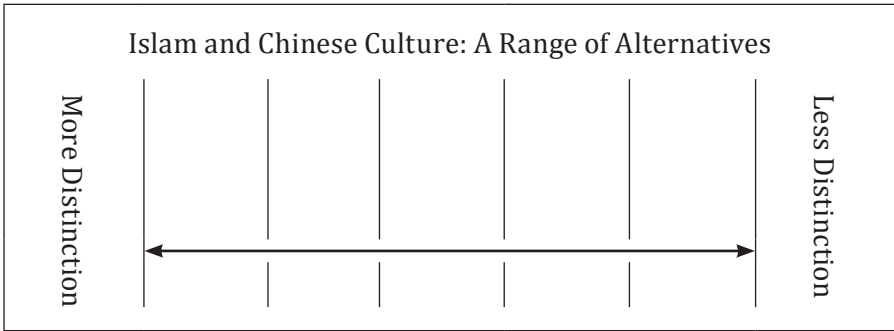 Islam and Chinese Culture: A Range of Alternatives
More Distinction
Less Distinction